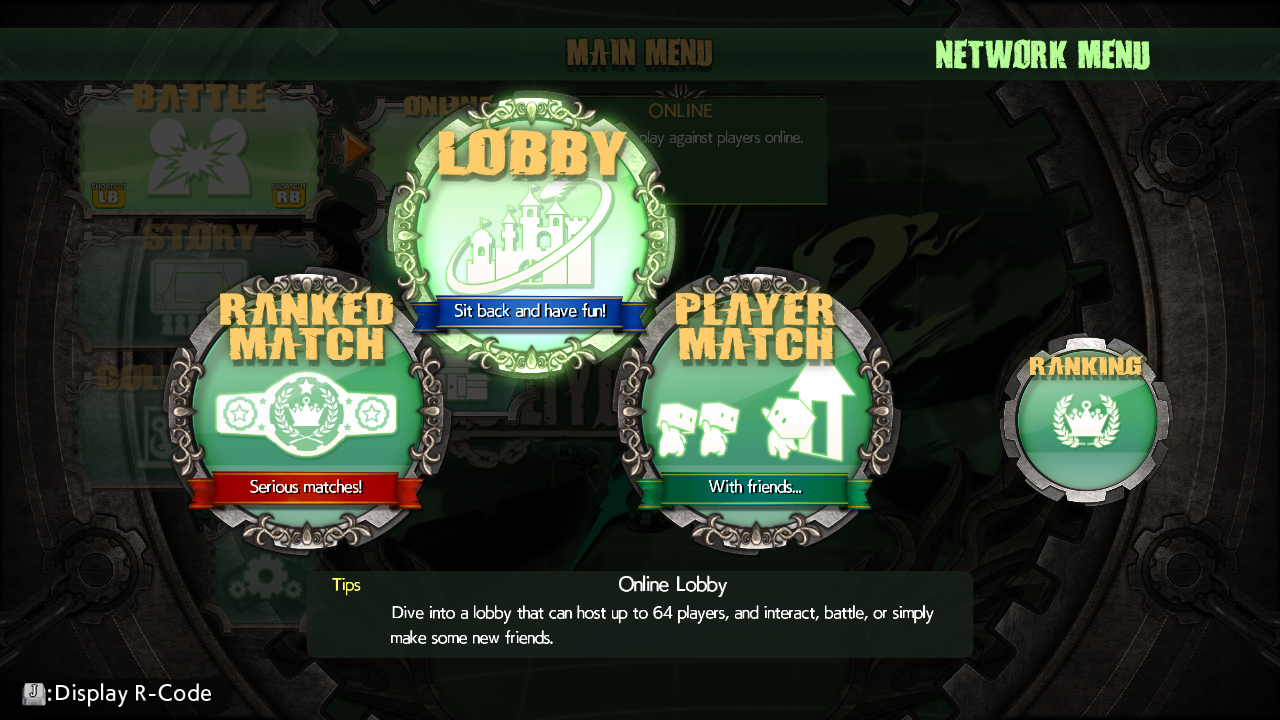 MAIN MENU
NETWORK MENU
BATTLE
SHORTCUT
LB
SHORTCUT
RB
ONLINE
play against players online.
LOBBY
Sit back and have fun!
STORY
RANKED
MATCH
Serious matches!
PLAYER
MATCH
With friends...
RANKING
Tips
Online Lobby
Dive into a lobby that can host up to 64 players, and interact, battle, or simply
make some new friends.
J:Display R-Code